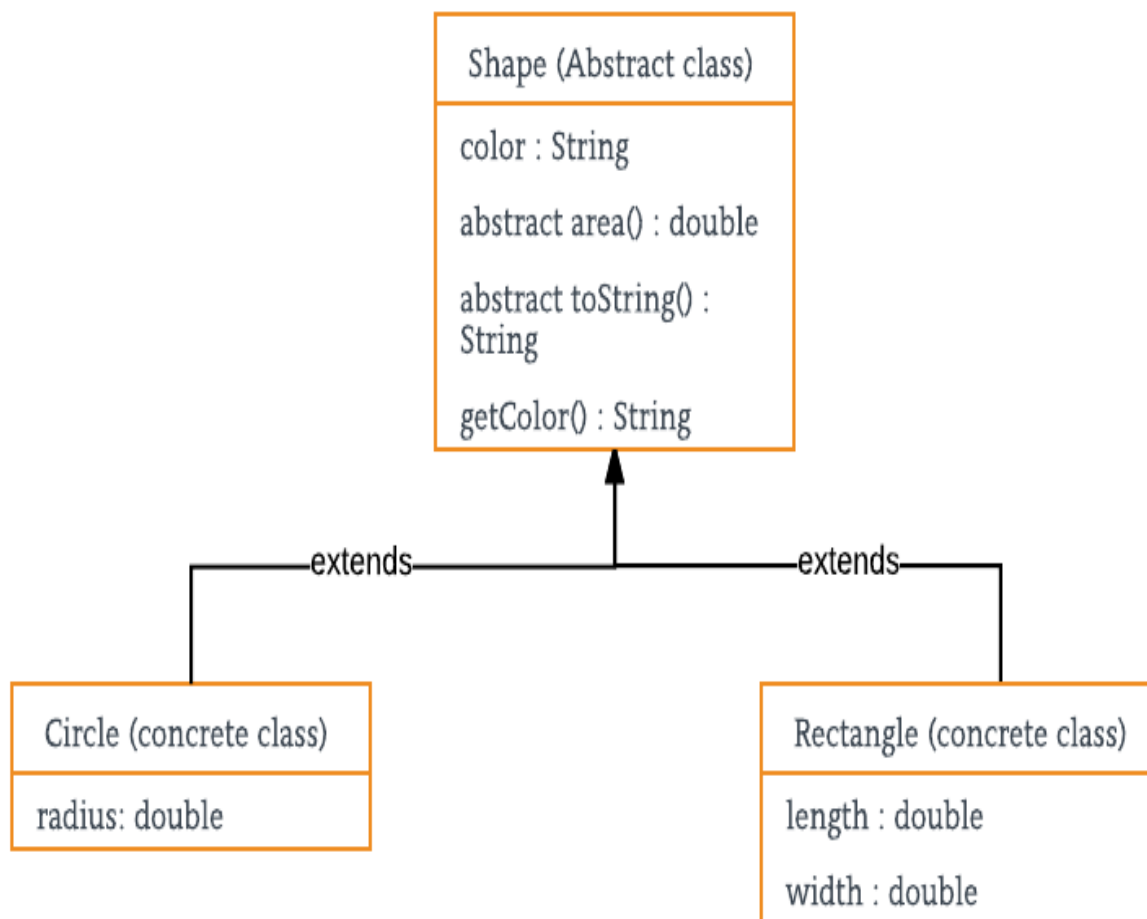 Shape (Abstract class)
color : String
abstract area() : double
abstract toString() :
String
getColor() : String
extends
extends
Circle (concrete class)
radius: double
Rectangle (concrete class)
length : double
width : double